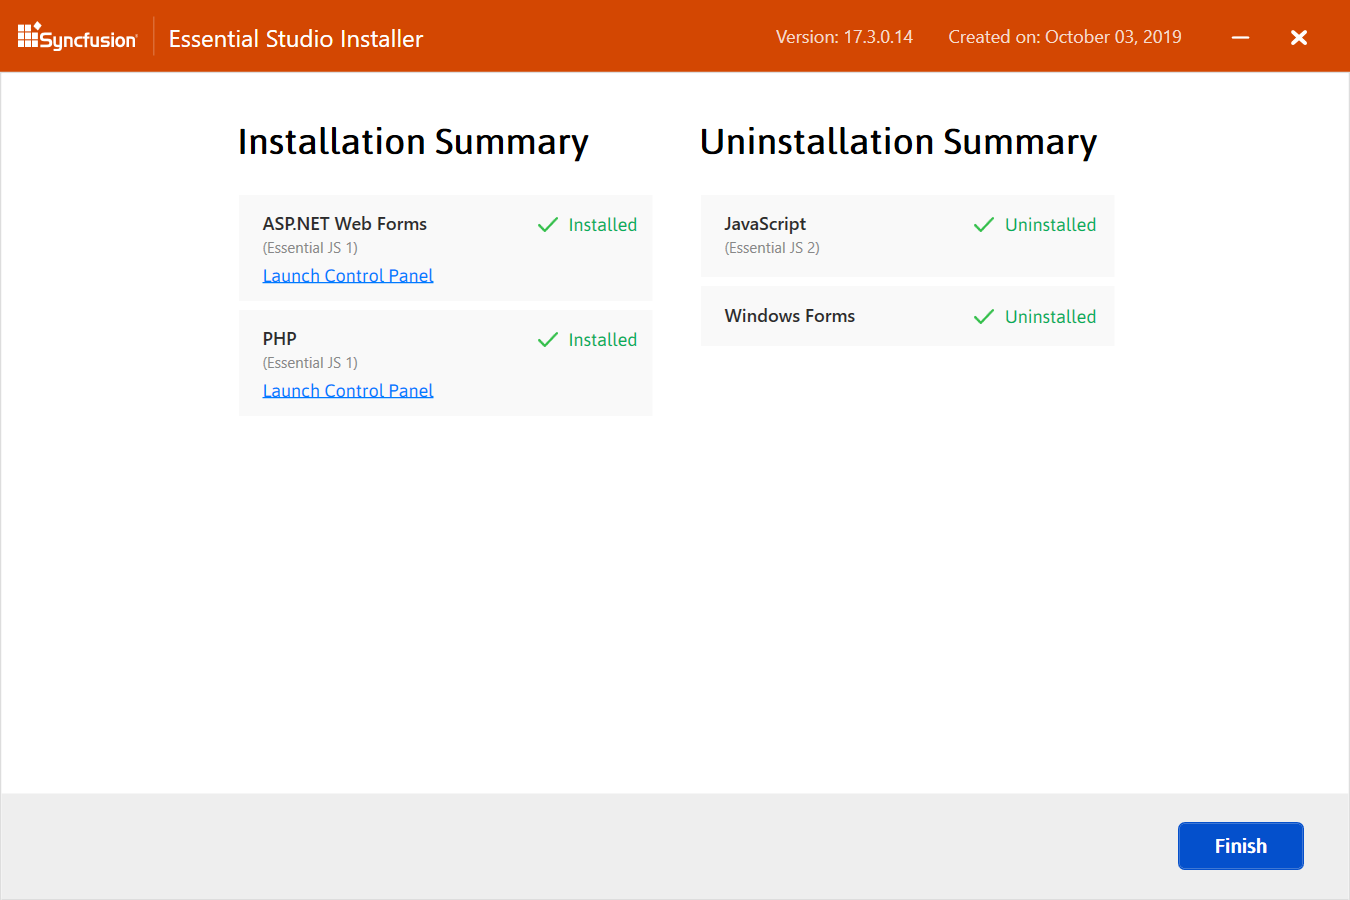 Syncfusion
Essential Studio Installer
Version: 17.3.0.14
Created on: October 03, 2019
Installation Summary
ASP.NET Web Forms
Installed
(Essential JS 1)
Launch Control Panel
PHP
Installed
(Essential JS 1)
Launch Control Panel
Uninstallation Summary
JavaScript
Uninstalled
(Essential JS 2)
Windows Forms
Uninstalled
Finish